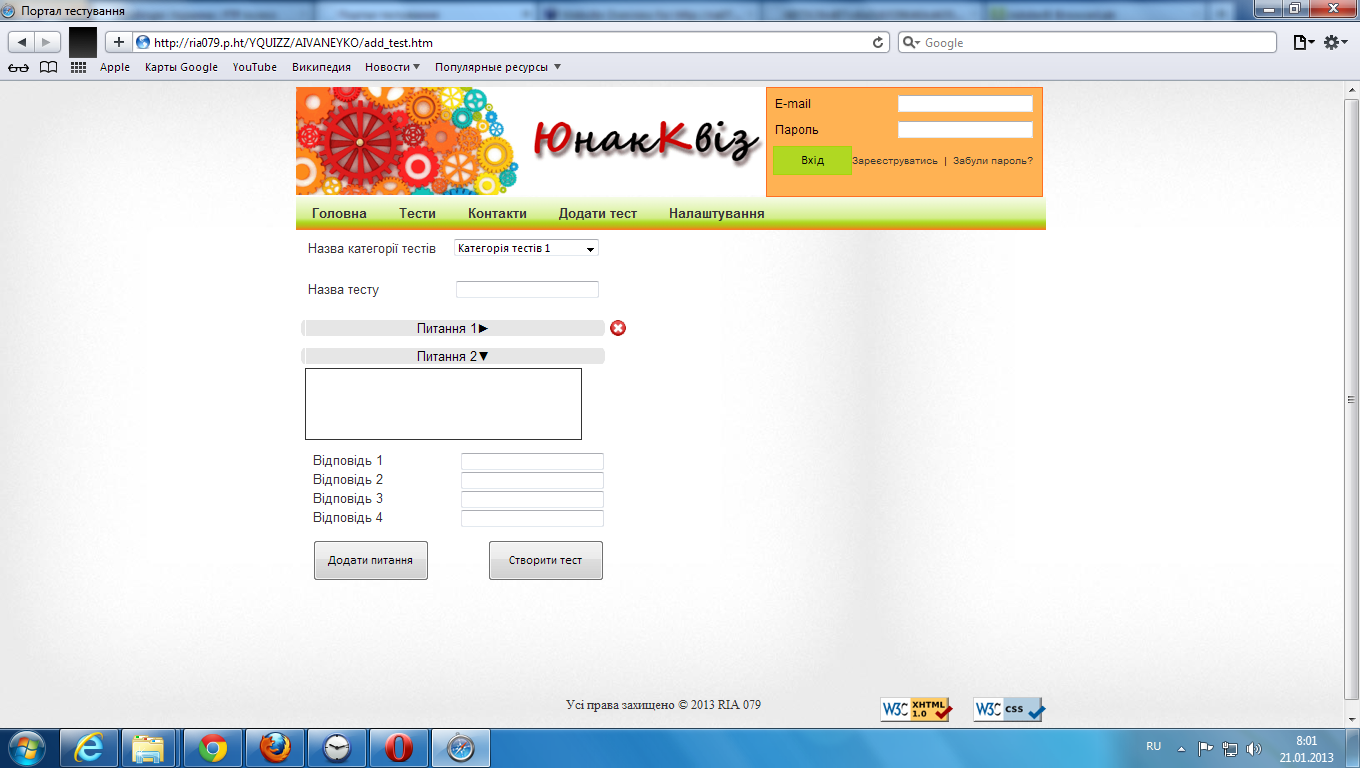 Портал тестування
http://ria079.p.ht/YQUIZZ/AIVANEYKO/add_test.htm
Google
Apple Карты Google YouTube Википедия Новости Популярные ресурсы
ЮнакКвіз
E-mail
Пароль
Вхід Зареєструватись | Забули пароль?
Головна Тести Контакти Додати тест Налаштування
Назва категорії тестів Категорія тестів 1
Назва тесту
Питання 1►
Питання 2▼
Відповідь 1
Відповідь 2
Відповідь 3
Відповідь 4
Додати питання Створити тест
Усі права захищено © 2013 RIA 079
W3C XHTML 1.0
W3C css
RU
8:01
21.01.2013